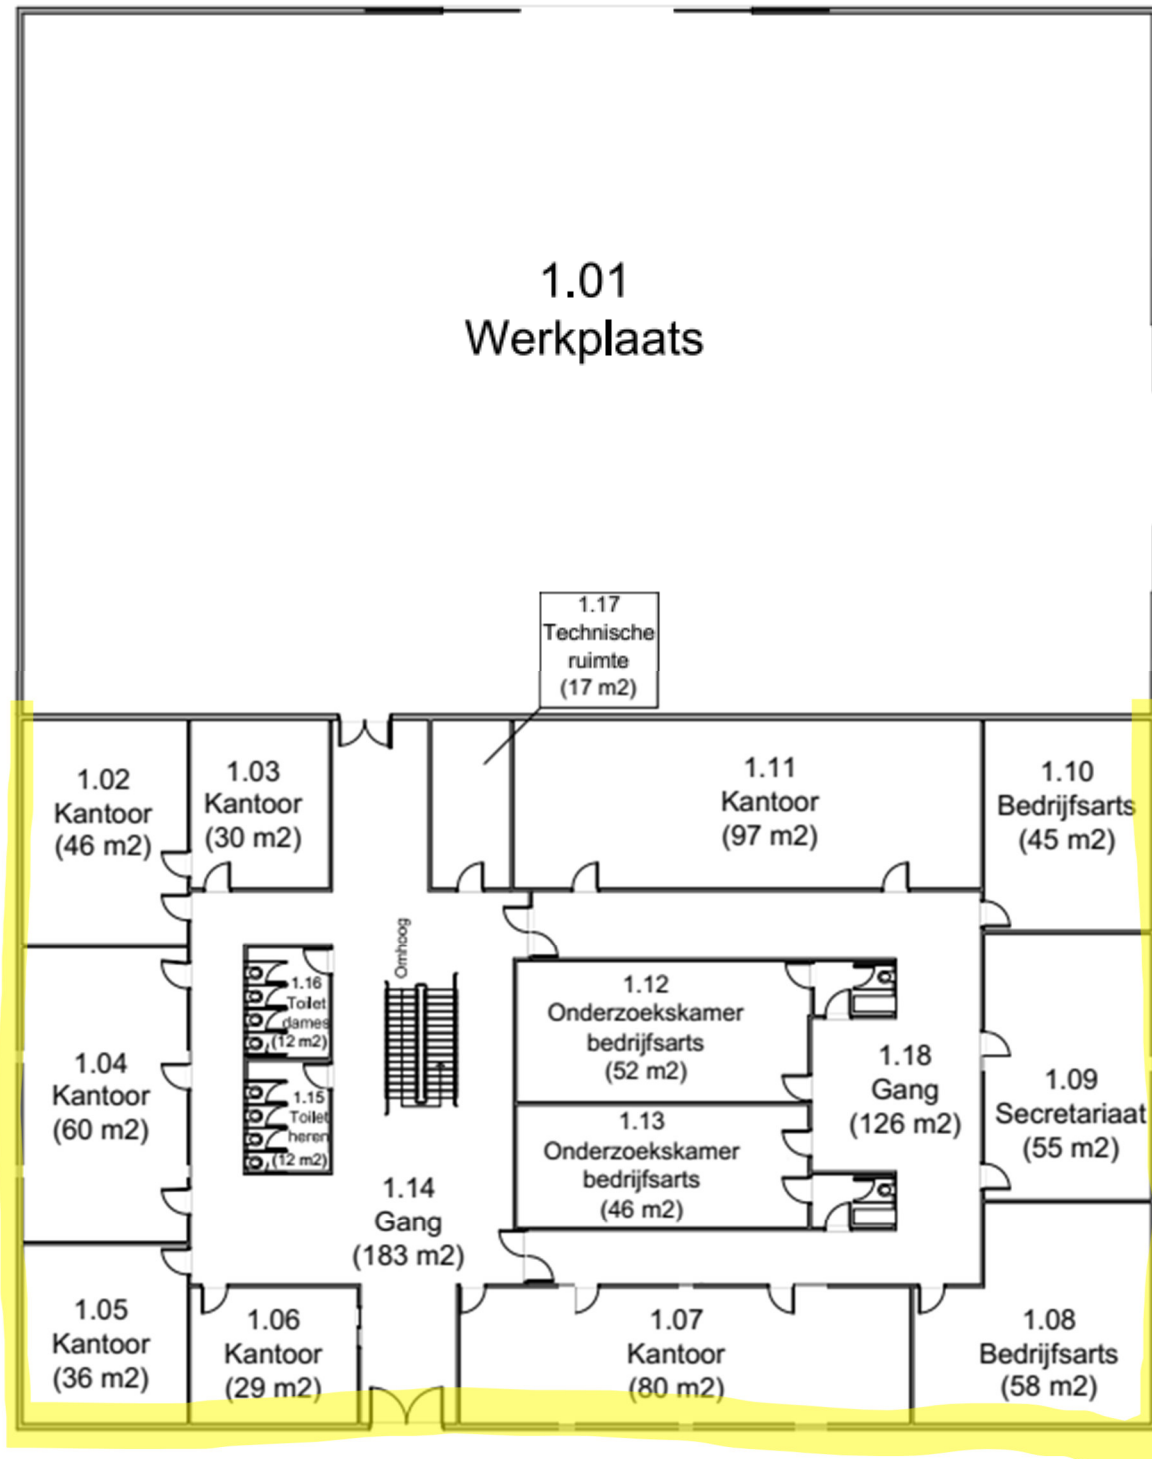 1.01
Werkplaats
1.17
Technische
ruimte
(17 m2)
1.02
Kantoor
(46 m2)
1.03
Kantoor
(30 m2)
1.11
Kantoor
(97 m2)
1.10
Bedrijfsarts
(45 m2)
Omhoog
1.16
Toilet
dames
(12 m2)
1.12
Onderzoekskamer
bedrijfsarts
(52 m2)
1.04
Kantoor
(60 m2)
1.18
Gang
(126 m2)
1.09
Secretariaat
(55 m2)
1.15
Toilet
heren
(12 m2)
1.13
Onderzoekskamer
bedrijfsarts
(46 m2)
1.14
Gang
(183 m2)
1.05
Kantoor
(36 m2)
1.06
Kantoor
(29 m2)
1.07
Kantoor
(80 m2)
1.08
Bedrijfsarts
(58 m2)